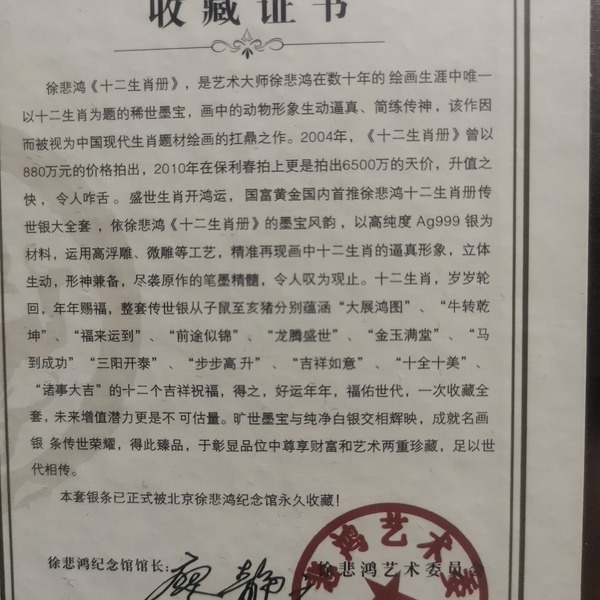 收藏证书
徐悲鸿《十二生肖册》，是艺术大师徐悲鸿在数十年的绘画生涯中唯一
以十二生肖为题的稀世墨宝，画中的动物形象生动逼真、简练传神，该作因
而被视为中国现代生肖题材绘画的扛鼎之作。2004年，《十二生肖册》曾以
880万元的价格拍出，2010年在保利春拍上更是拍出6500万的天价，升值之
快，令人咋舌。盛世生肖开鸿运，国富黄金国内首推徐悲鸿十二生肖册传
世银大全套，依徐悲鸿《十二生肖册》的墨宝风韵，以高纯度 Ag999 银为
材料，运用高浮雕、微雕等工艺，精准再现画中十二生肖的逼真形象，立体
生动，形神兼备，尽袭原作的笔墨精髓，令人叹为观止。十二生肖，岁岁轮
回，年年赐福，整套传世银从子鼠至亥猪分别蕴涵“大展鸿图”、“牛转乾
坤”、“福来运到”、“前途似锦”、“龙腾盛世”、“金玉满堂”、“马
到成功”“三阳开泰”、“步步高升”、“吉祥如意”、“十全十美”、
“诸事大吉”的十二个吉祥祝福，得之，好运年年，福佑世代，一次收藏全
套，未来增值潜力更是不可估量。旷世墨宝与纯净白银交相辉映，成就名画
银条传世荣耀，得此臻品，于彰显品位中尊享财富和艺术两重珍藏，足以世
代相传。
本套银条已正式被北京徐悲鸿纪念馆永久收藏！
徐悲鸿纪念馆馆长：廖静 徐悲鸿艺术委员会
悲鸿艺术委